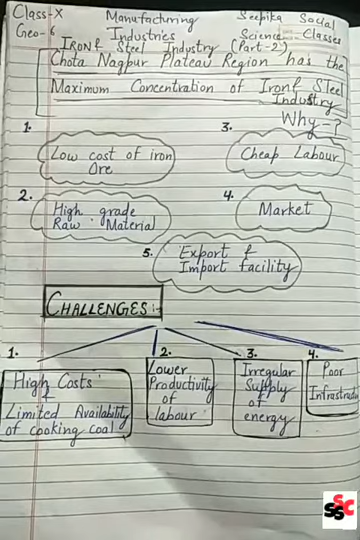 Class-X Manufacturing Seepika Social
Geo-6 Industries Science Classes
Iron & Steel Industry (Part-2)
Chota Nagpur Plateau Region has the
Maximum Concentration of Iron & Steel
Industry
Why-?
1.
Low cost of iron
Ore
3.
Cheap Labour
2.
High grade
Raw Material
4.
Market
5.
Export &
Import facility
CHALLENGES:-
1.
High Costs
&
Limited Availability
of cooking coal
2.
Lower
Productivity
of
labour
3.
Irregular
Supply
of
energy
4.
Poor
Infrastructu
SSC